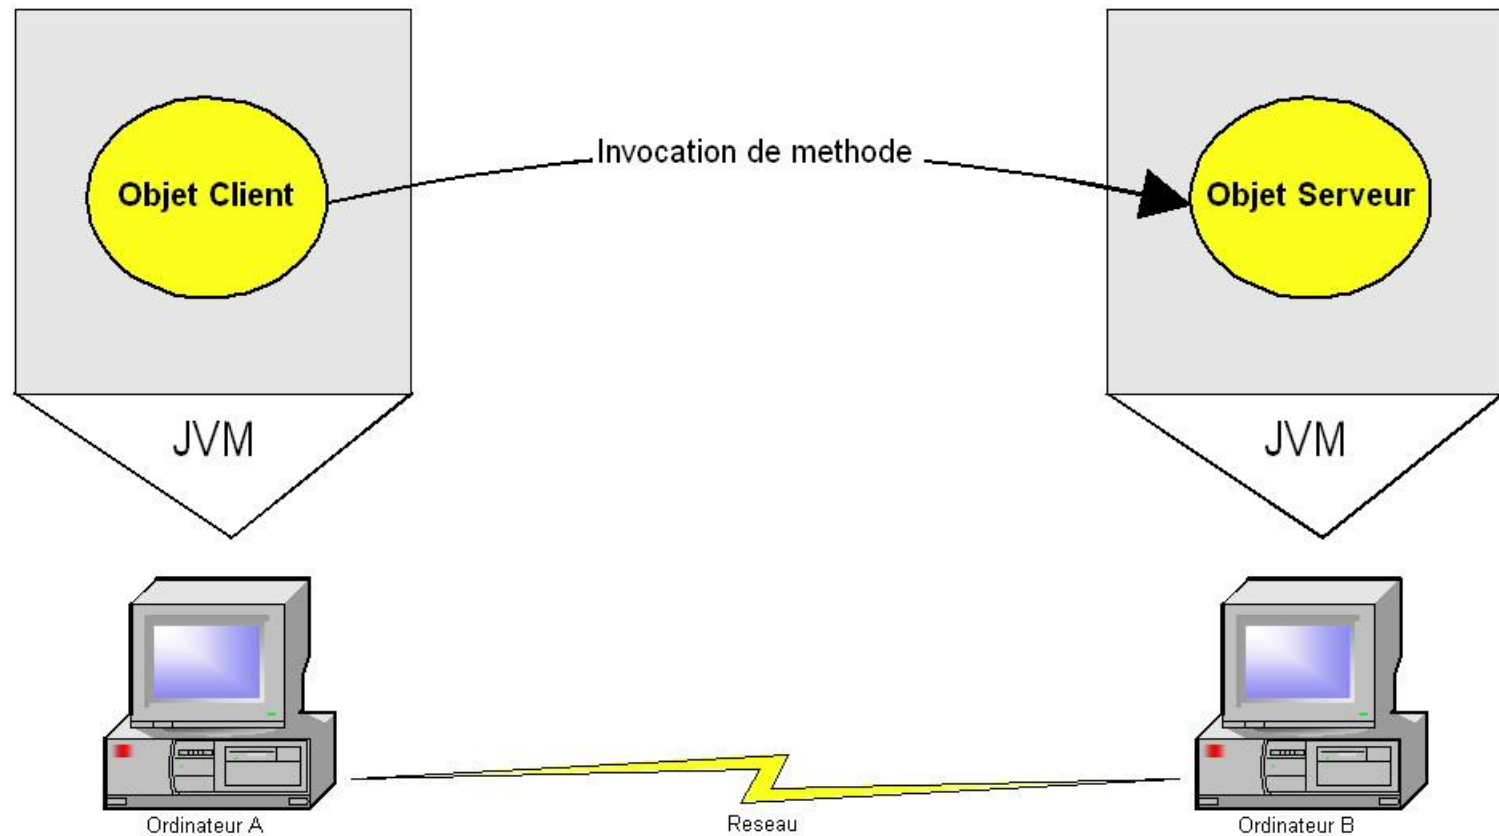 Invocation de methode
Objet Client
Objet Serveur
JVM
JVM
Ordinateur A
Reseau
Ordinateur B